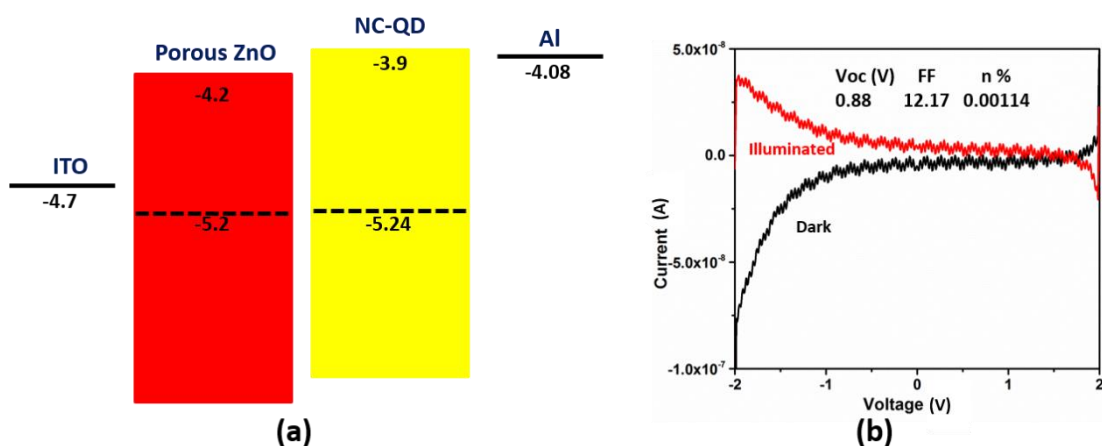 NC-QD
Al
Porous ZnO
-3.9
-4.08
-4.2
ITO
-4.7
-5.2
-5.24
(a)
5.0x10⁻⁸
0.0
-5.0x10⁻⁸
-1.0x10⁻⁷
Current (A)
Voc (V) FF n %
0.88 12.17 0.00114
Illuminated
Dark
-2 -1 0 1 2
Voltage (V)
(b)